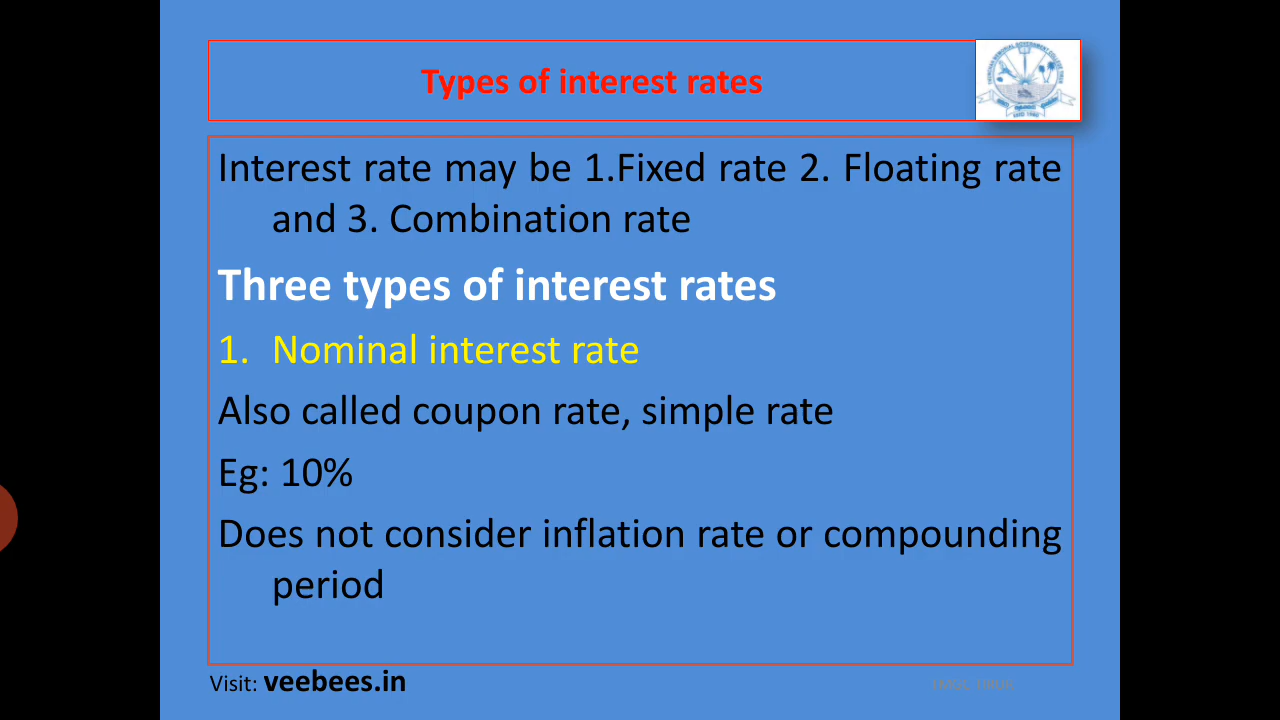 Types of interest rates
Interest rate may be 1.Fixed rate 2. Floating rate
and 3. Combination rate
Three types of interest rates
1. Nominal interest rate
Also called coupon rate, simple rate
Eg: 10%
Does not consider inflation rate or compounding
period
Visit: veebees.in